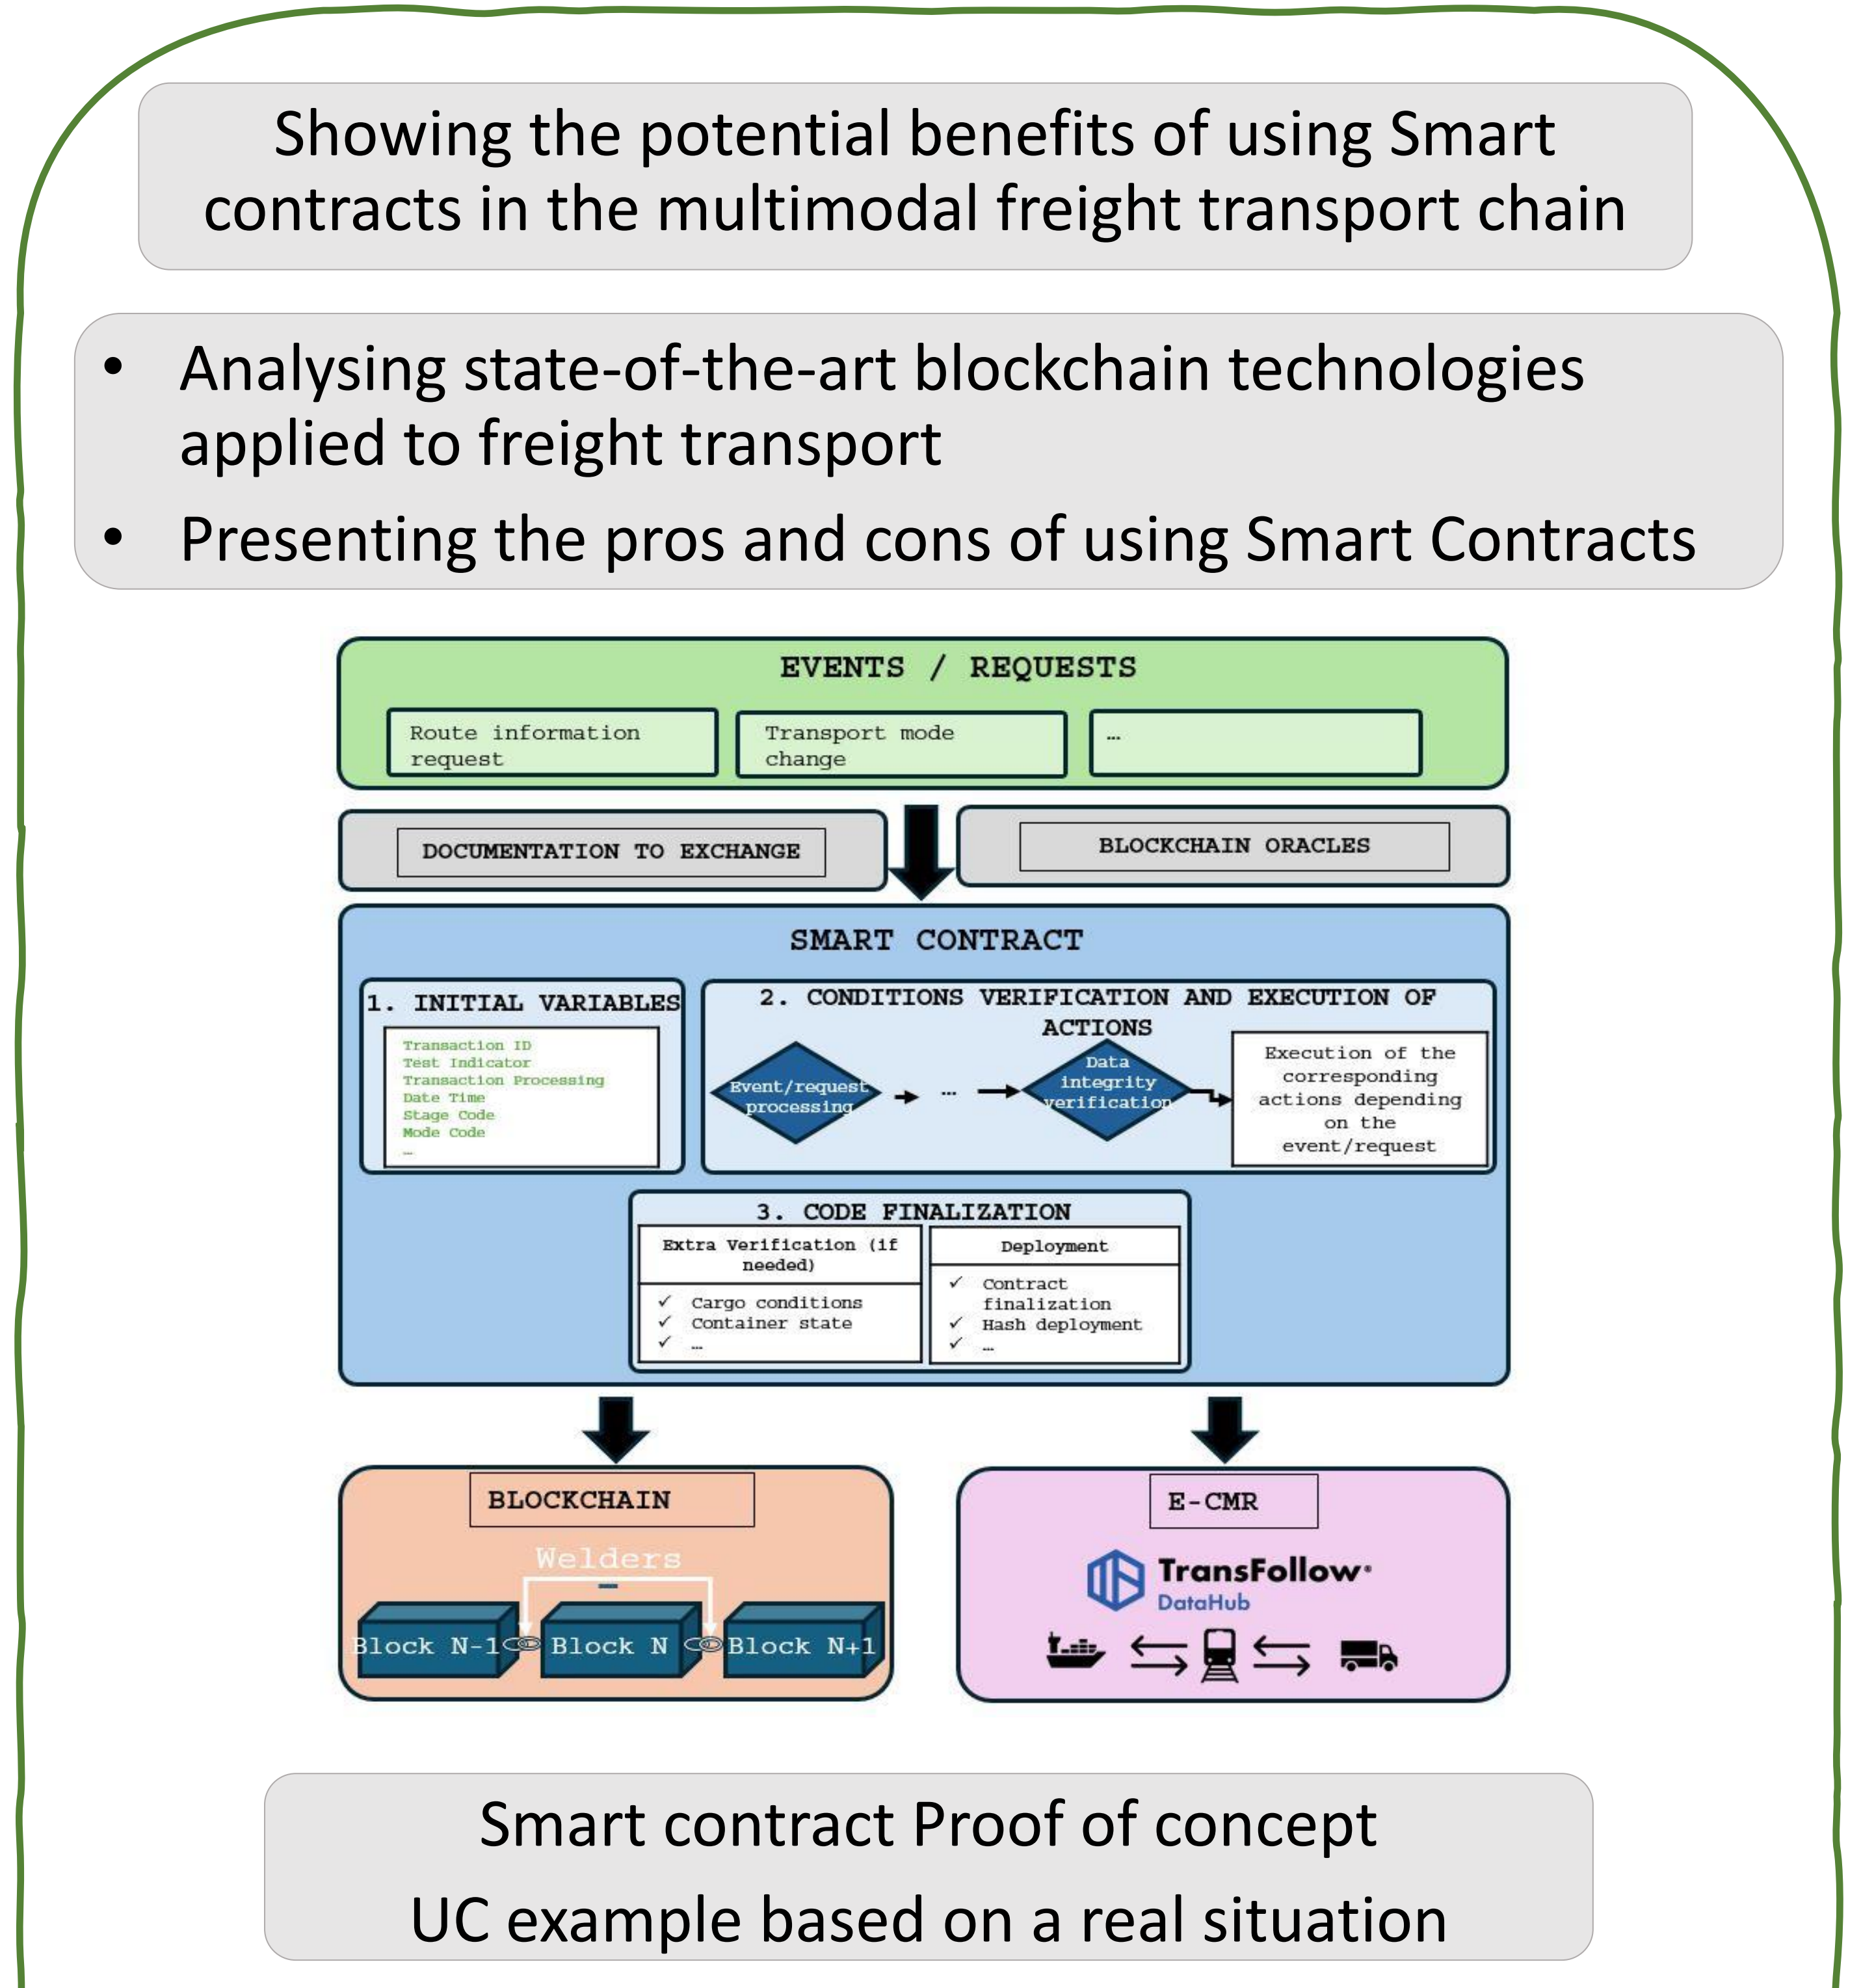 Showing the potential benefits of using Smart
contracts in the multimodal freight transport chain
• Analysing state-of-the-art blockchain technologies
applied to freight transport
• Presenting the pros and cons of using Smart Contracts
EVENTS / REQUESTS
Route information
request
Transport mode
change
…
DOCUMENTATION TO EXCHANGE
BLOCKCHAIN ORACLES
SMART CONTRACT
1. INITIAL VARIABLES
Transaction ID
Test Indicator
Transaction Processing
Date Time
Stage Code
Mode Code
…
2. CONDITIONS VERIFICATION AND EXECUTION OF
ACTIONS
Event/request
processing
…
Data
integrity
verification
Execution of the
corresponding
actions depending
on the
event/request
3. CODE FINALIZATION
Extra Verification (if
needed)
✓ Cargo conditions
✓ Container state
✓ …
Deployment
✓ Contract
finalization
✓ Hash deployment
✓ …
BLOCKCHAIN
Welders
Block N-1
Block N
Block N+1
E-CMR
TransFollow
DataHub
Smart contract Proof of concept
UC example based on a real situation